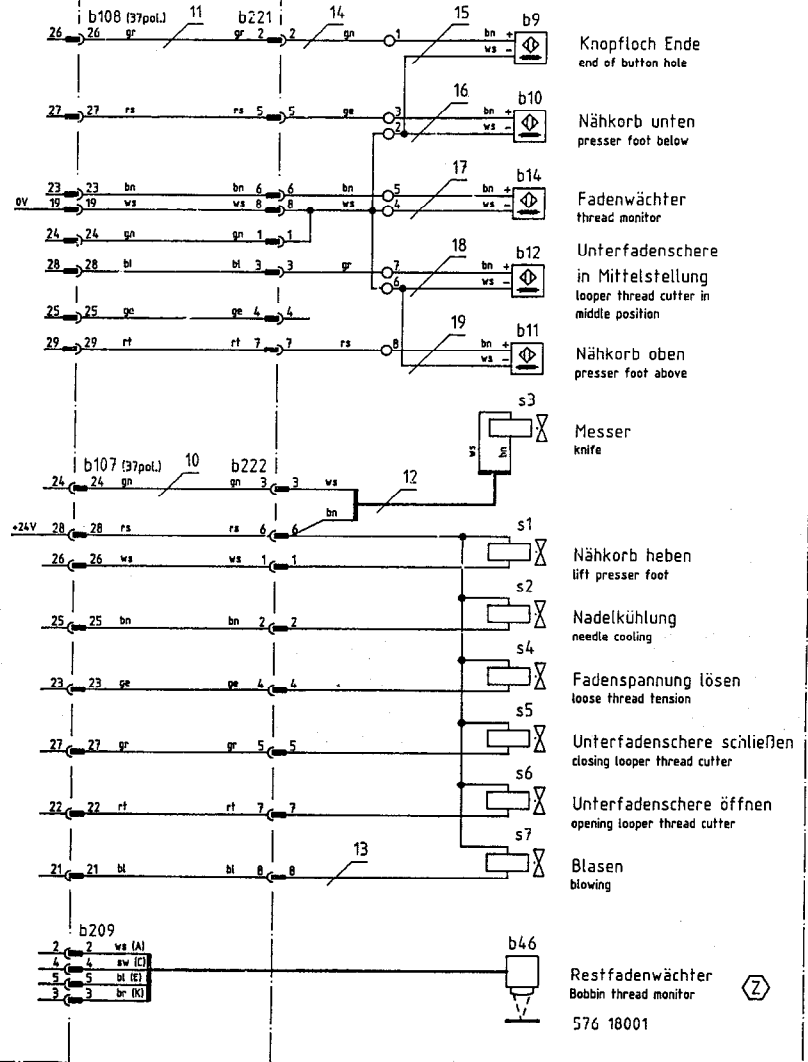 b108 (37pol.) 11 b221 14 15 b9
26 26 gr gr 2 2 gn 1 bn +
ws -
Knopfloch Ende
end of button hole
16 b10
27 27 rs rs 5 5 ge 3 bn +
2 ws -
Nähkorb unten
presser foot below
17 b14
23 23 bn bn 6 6 bn 5 bn +
0V 19 19 ws ws 8 8 ws 4 ws -
Fadenwächter
thread monitor
24 24 gn gn 1 1
18 b12
28 28 bl bl 3 3 gr 7 bn +
6 ws -
Unterfadenschere
in Mittelstellung
looper thread cutter in
middle position
25 25 ge ge 4 4
19 b11
29 29 rt rt 7 7 rs 8 bn +
ws -
Nähkorb oben
presser foot above
s3
ws bn
Messer
knife
b107 (37pol.) 10 b222 12
24 24 gn gn 3 3 ws
bn
+24V 28 28 rs rs 6 6
s1
26 26 ws ws 1 1
Nähkorb heben
lift presser foot
s2
25 25 bn bn 2 2
Nadelkühlung
needle cooling
s4
23 23 ge ge 4 4
Fadenspannung lösen
loose thread tension
s5
27 27 gr gr 5 5
Unterfadenschere schließen
closing looper thread cutter
s6
22 22 rt rt 7 7
Unterfadenschere öffnen
opening looper thread cutter
s7
21 21 bl bl 8 8 13
Blasen
blowing
b209
2 2 ws (A)
4 4 sw (C)
5 5 bl (E)
3 3 br (K)
b46
Restfadenwächter
Bobbin thread monitor
Z
576 18001